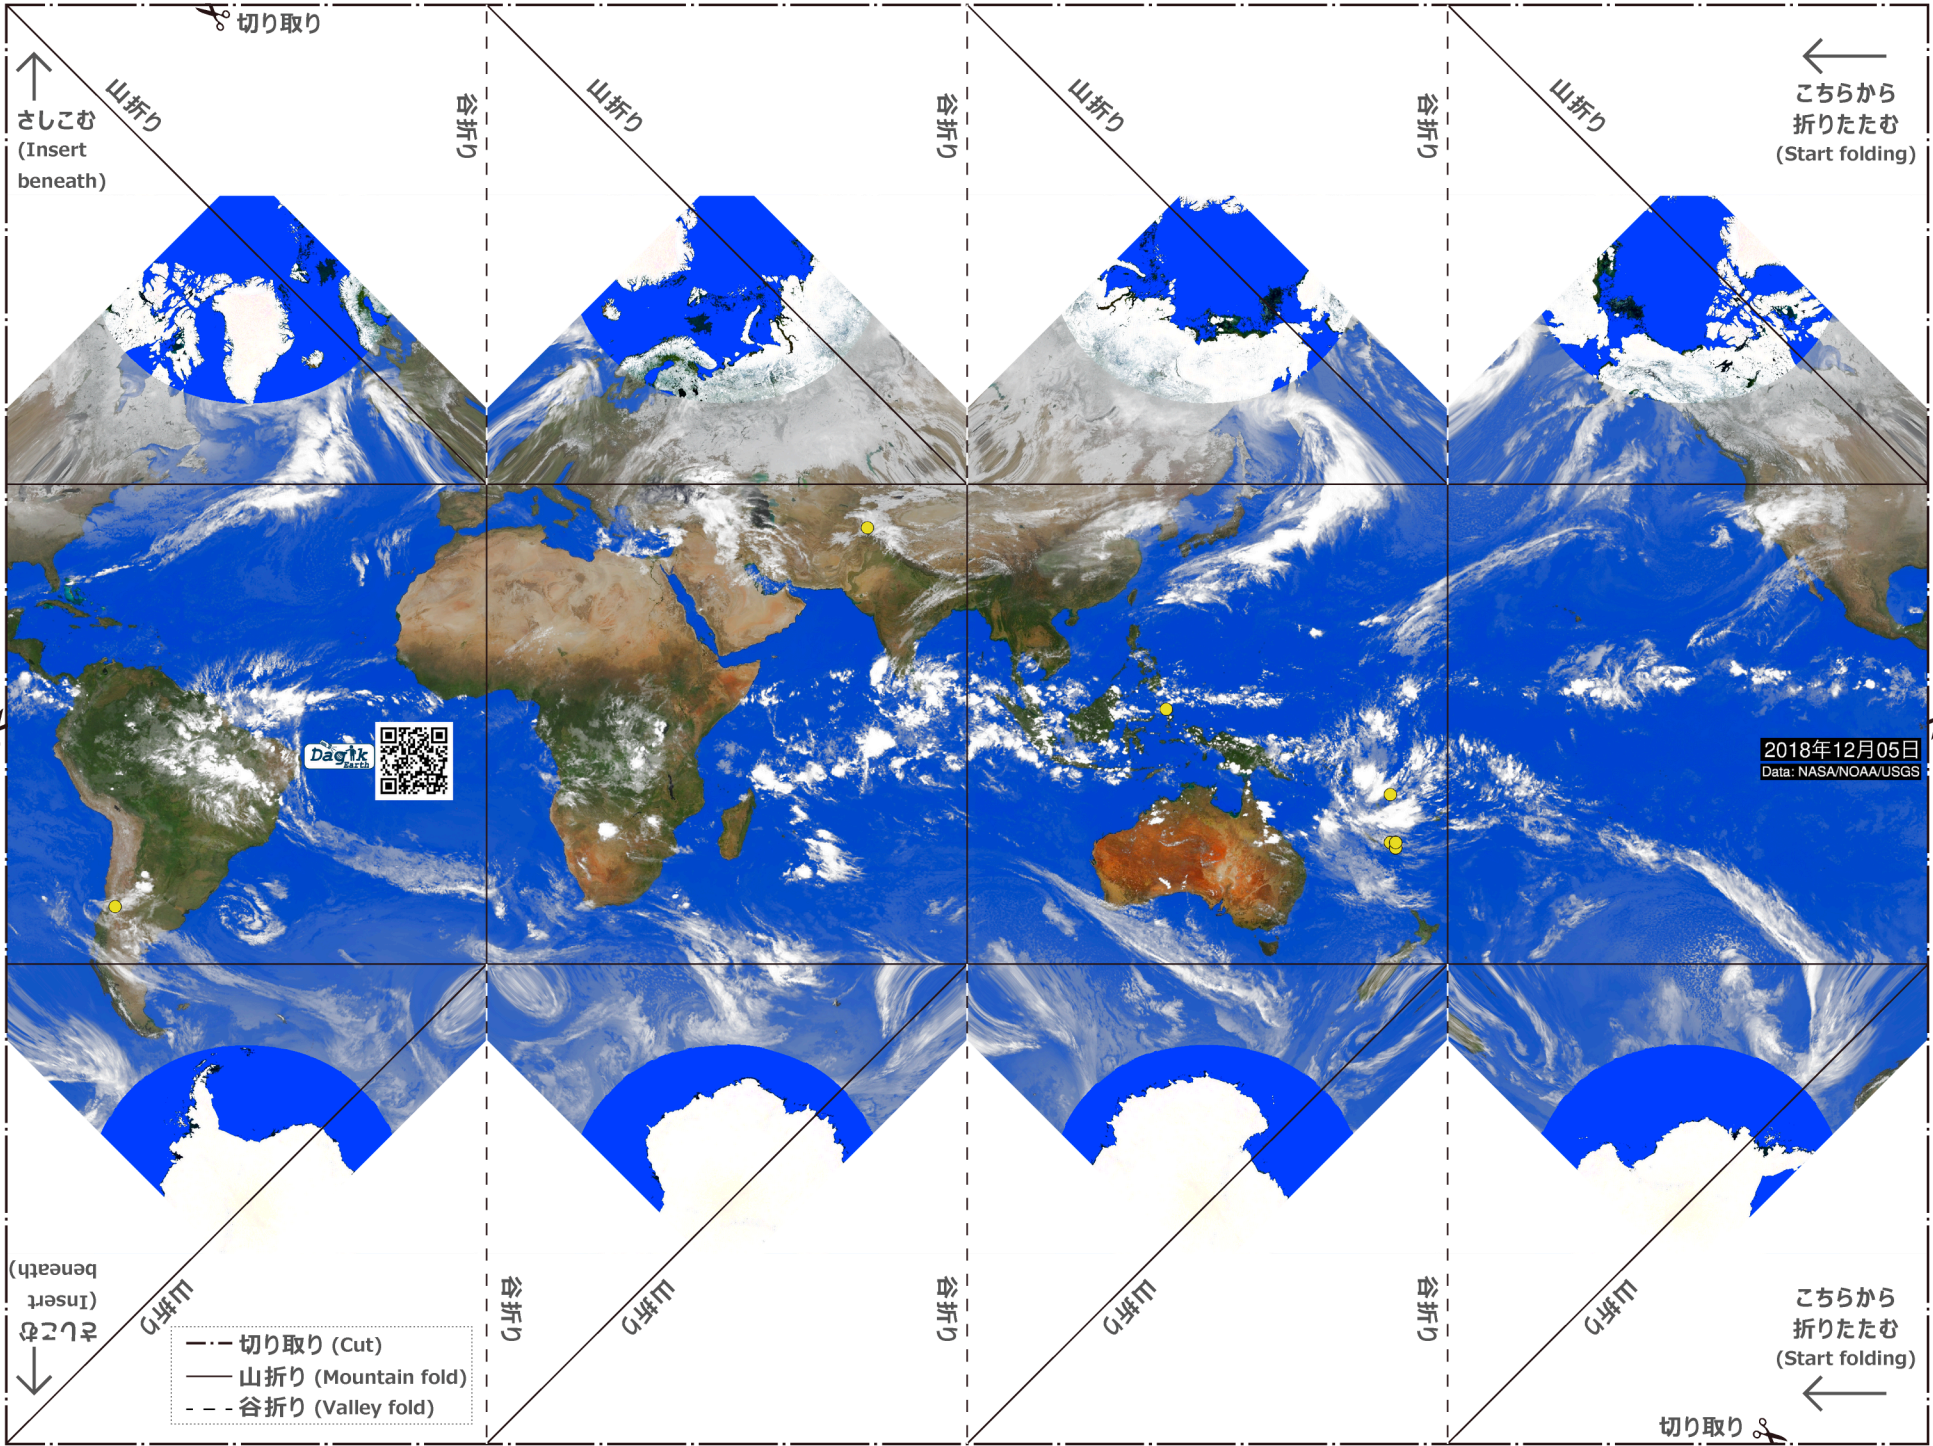 切り取り
山折り
谷折り
山折り
谷折り
山折り
谷折り
山折り
こちらから
折りたたむ
(Start folding)
さしこむ
(Insert
beneath)
Dagik
Earth
2018年12月05日
Data: NASA/NOAA/USGS
さしこむ
(Insert
beneath)
山折り
谷折り
山折り
谷折り
山折り
谷折り
山折り
こちらから
折りたたむ
(Start folding)
切り取り (Cut)
山折り (Mountain fold)
谷折り (Valley fold)
切り取り